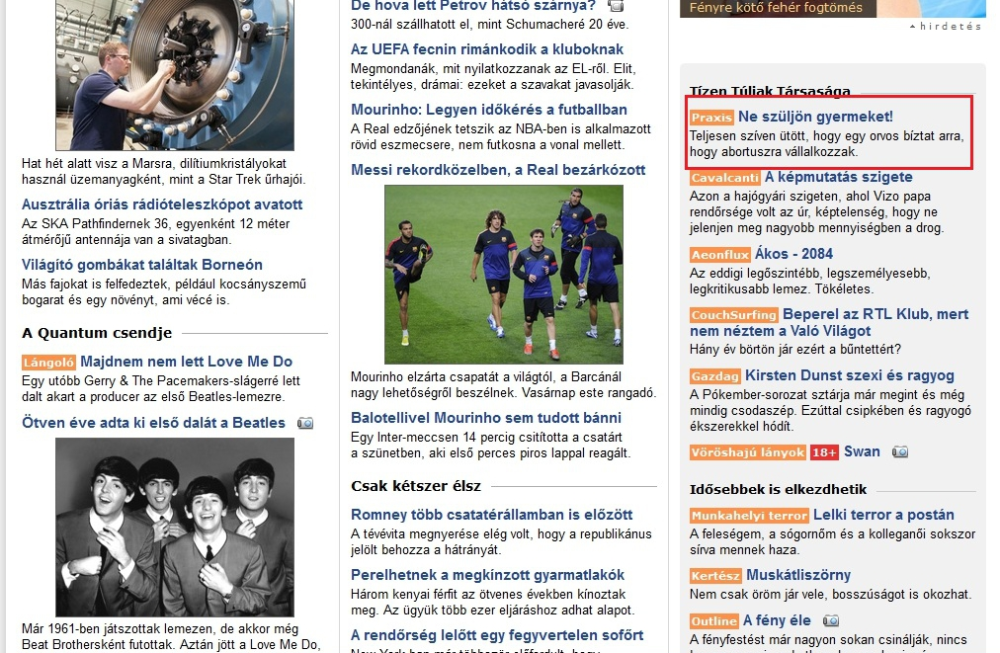 Hat hét alatt visz a Marsra, dilítiumkristályokat
használ üzemanyagként, mint a Star Trek űrhajói.
Ausztrália óriás rádióteleszkópot avatott
Az SKA Pathfindernek 36, egyenként 12 méter
átmérőjű antennája van a sivatagban.
Világító gombákat találtak Borneón
Más fajokat is felfedeztek, például kocsányszemű
bogarat és egy növényt, ami vécé is.
A Quantum csendje
Lángoló Majdnem nem lett Love Me Do
Egy utóbb Gerry & The Pacemakers-slágerré lett
dalt akart a producer az első Beatles-lemezre.
Ötven éve adta ki első dalát a Beatles
Már 1961-ben játszottak lemezen, de akkor még
Beat Brothersként futottak. Aztán jött a Love Me Do,
De hova lett Petrov hátsó szárnya?
300-nál szállhatott el, mint Schumacheré 20 éve.
Az UEFA fecnin rimánkodik a kluboknak
Megmondanák, mit nyilatkozzanak az EL-ről. Elit,
tekintélyes, drámai: ezeket a szavakat javasolják.
Mourinho: Legyen időkérés a futballban
A Real edzőjének tetszik az NBA-ben is alkalmazott
rövid eszmecsere, nem futkosna a vonal mellett.
Messi rekordközelben, a Real bezárkózott
Mourinho elzárta csapatát a világtól, a Barcánál
nagy lehetőségről beszélnek. Vasárnap este rangadó.
Balotellivel Mourinho sem tudott bánni
Egy Inter-meccsen 14 percig csitította a csatárt
a szünetben, aki első perces piros lappal reagált.
Csak kétszer élsz
Romney több csatatérállamban is előzött
A tévévita megnyerése elég volt, hogy a republikánus
jelölt behozza a hátrányát.
Perelhetnek a megkínzott gyarmatlakók
Három kenyai férfit az ötvenes években kínoztak
meg. Az ügyük több ezer eljáráshoz adhat alapot.
A rendőrség lelőtt egy fegyvertelen sofőrt
New York-ban már többször előfordult, hogy
Fényre kötő fehér fogtömés
hirdetés
Tízen Túliak Társasága
Praxis Ne szüljön gyermeket!
Teljesen szíven ütött, hogy egy orvos bíztat arra,
hogy abortuszra vállalkozzak.
Cavalcanti A képmutatás szigete
Azon a hajógyári szigeten, ahol Vizo papa
rendőrsége volt az úr, képtelenség, hogy ne
jelenjen meg nagyobb mennyiségben a drog.
Aeonflux Ákos - 2084
Az eddigi legőszintébb, legszemélyesebb,
legkritikusabb lemez. Tökéletes.
CouchSurfing Beperel az RTL Klub, mert
nem néztem a Való Világot
Hány év börtön jár ezért a bűntettért?
Gazdag Kirsten Dunst szexi és ragyog
A Pókember-sorozat sztárja már megint és még
mindig csodaszép. Ezúttal csipkében és ragyogó
ékszerekkel hódít.
Vöröshajú lányok 18+ Swan
Idősebbek is elkezdhetik
Munkahelyi terror Lelki terror a postán
A feleségem, a sógornőm és a kolleganői sokszor
sírva mennek haza.
Kertész Muskátliszörny
Nem csak öröm jár vele, bosszúságot is okozhat.
Outline A fény éle
A fényfestést már nagyon sokan csinálják, nincs